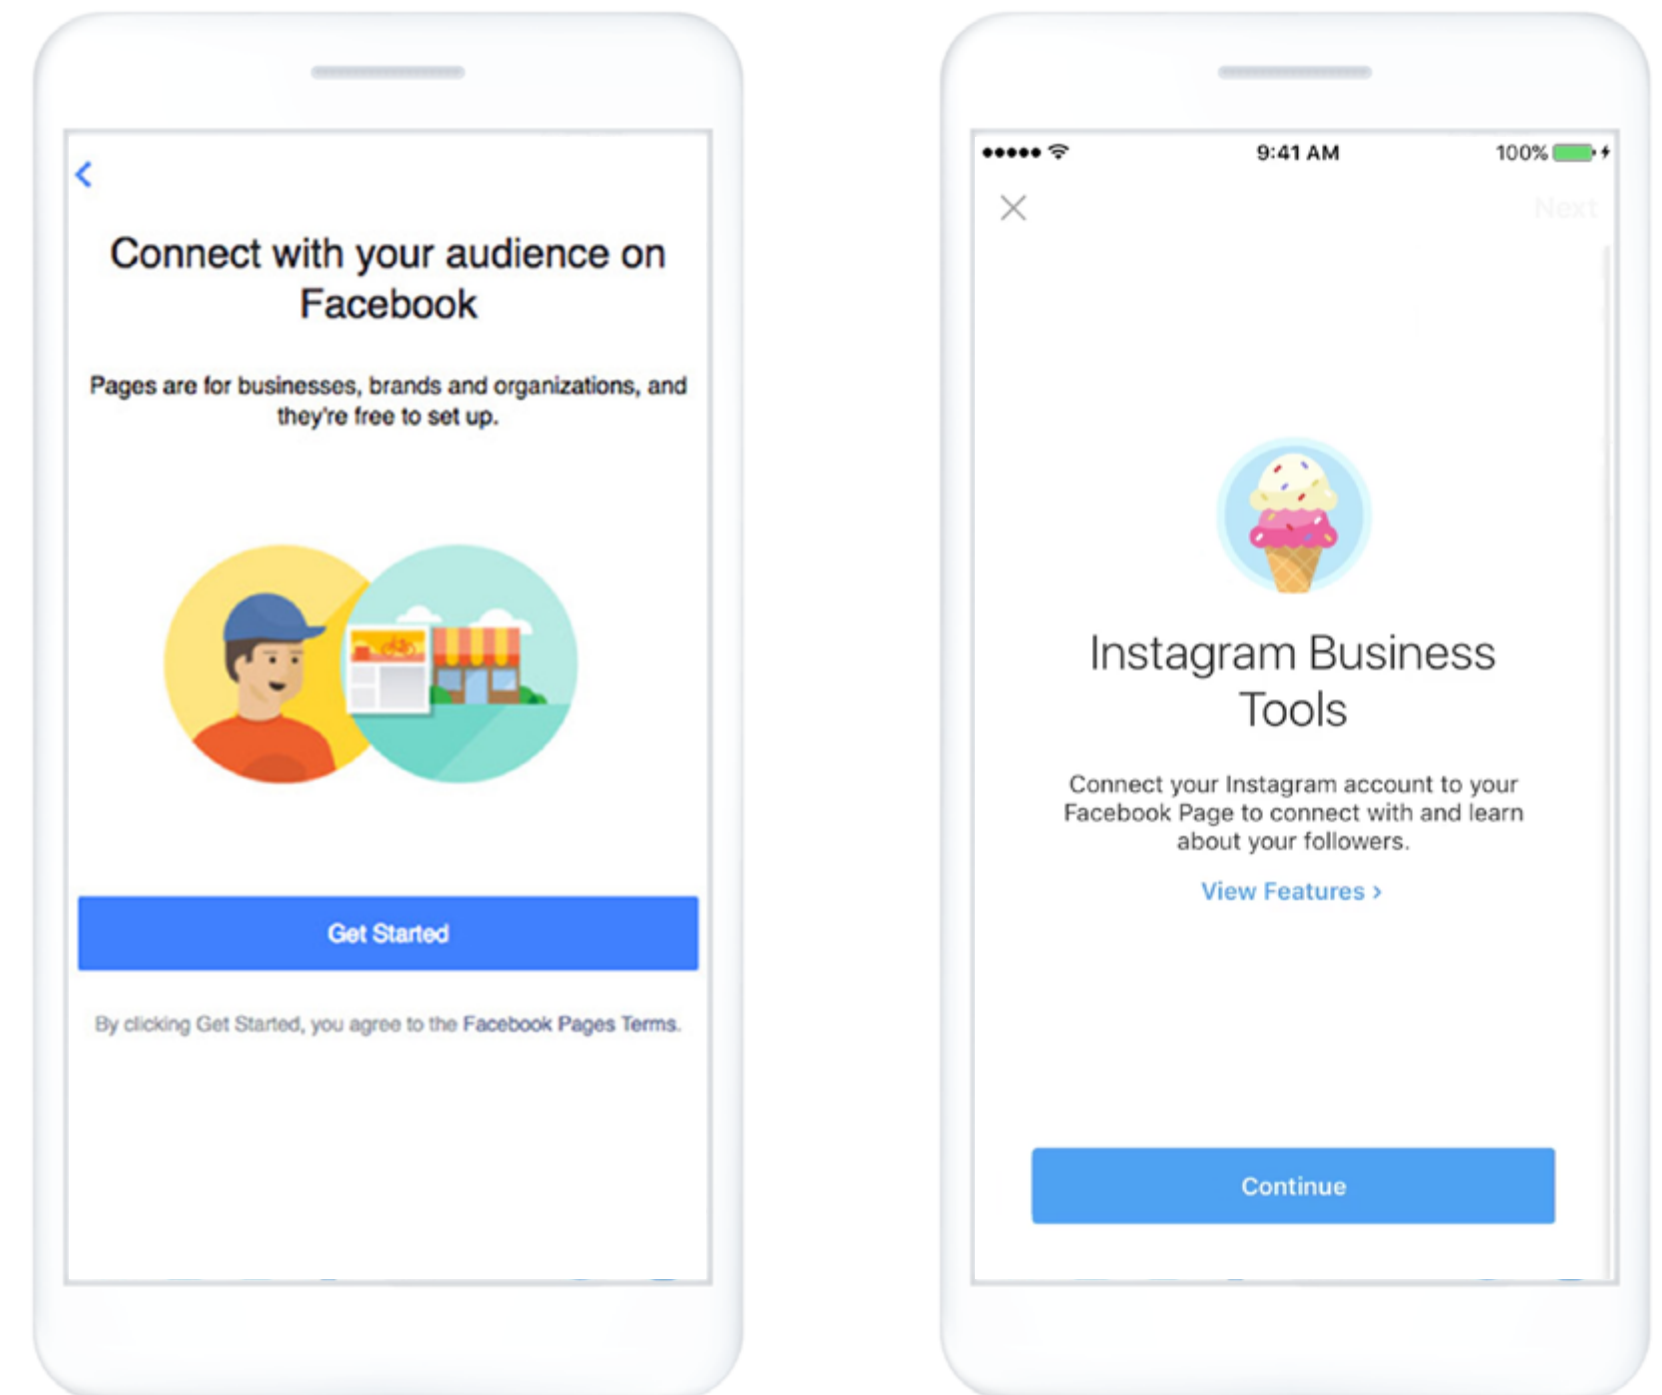 Connect with your audience on
Facebook
Pages are for businesses, brands and organizations, and
they're free to set up.
Get Started
By clicking Get Started, you agree to the Facebook Pages Terms.
9:41 AM
100%
Next
Instagram Business
Tools
Connect your Instagram account to your
Facebook Page to connect with and learn
about your followers.
View Features >
Continue